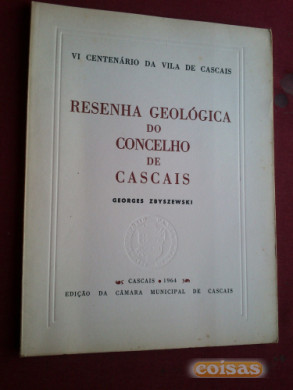 VI CENTENÁRIO DA VILA DE CASCAIS
RESENHA GEOLÓGICA
DO
CONCELHO
DE
CASCAIS
GEORGES ZBYSZEWSKI
CASCAIS • 1964
EDIÇÃO DA CÂMARA MUNICIPAL DE CASCAIS
coisas